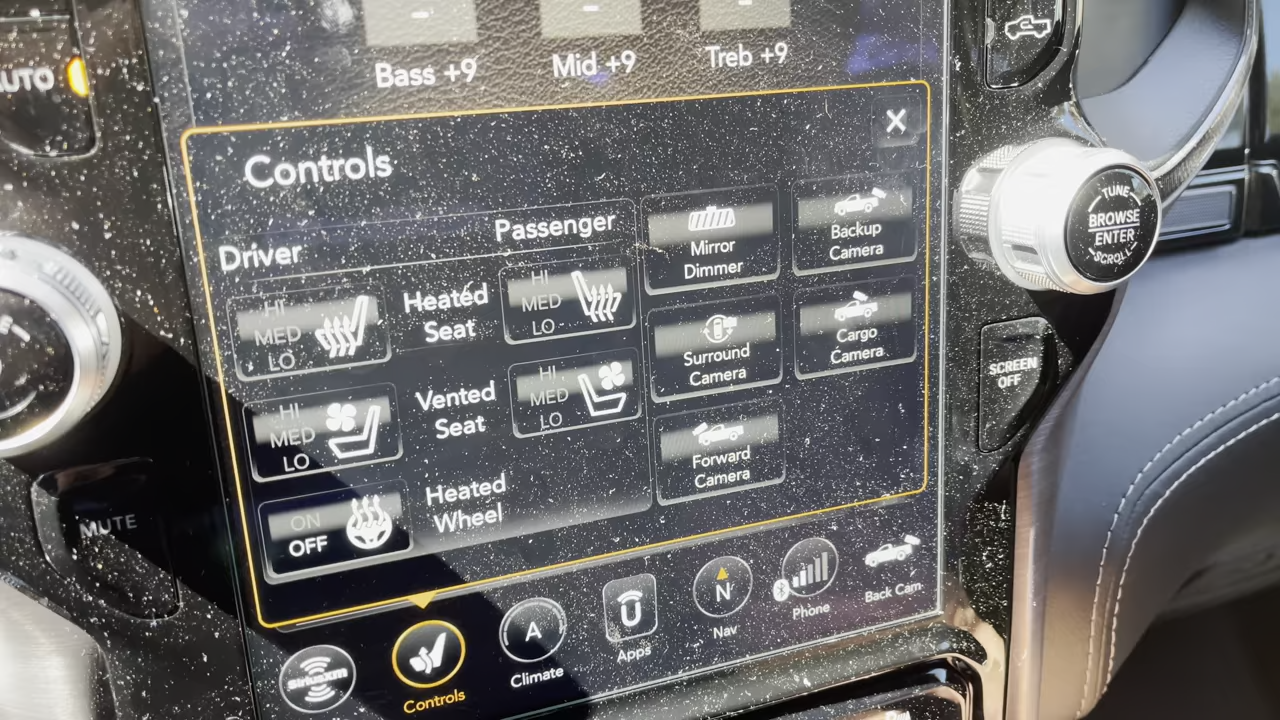 AUTO
Bass +9
Mid +9
Treb +9
Controls
X
Driver
Passenger
HI
MED
LO
Heated
Seat
HI
MED
LO
Mirror
Dimmer
Backup
Camera
HI
MED
LO
Vented
Seat
HI
MED
LO
Surround
Camera
Cargo
Camera
ON
OFF
Heated
Wheel
Forward
Camera
SiriusXM
Controls
A
Climate
Apps
N
Nav
Phone
Back Cam
MUTE
TUNE
BROWSE
ENTER
SCROLL
SCREEN
OFF